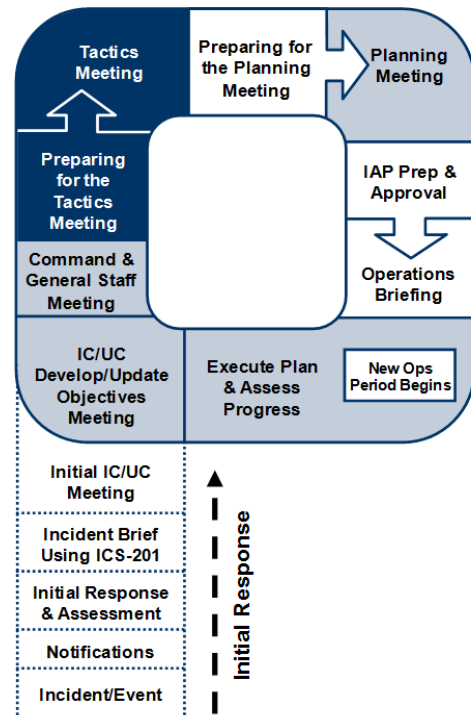 Tactics
Meeting
Preparing for
the Planning
Meeting
Planning
Meeting
Preparing
for the
Tactics
Meeting
IAP Prep &
Approval
Command &
General Staff
Meeting
Operations
Briefing
IC/UC
Develop/Update
Objectives
Meeting
Execute Plan
& Assess
Progress
New Ops
Period Begins
Initial IC/UC
Meeting
Incident Brief
Using ICS-201
Initial Response
& Assessment
Notifications
Incident/Event
Initial Response